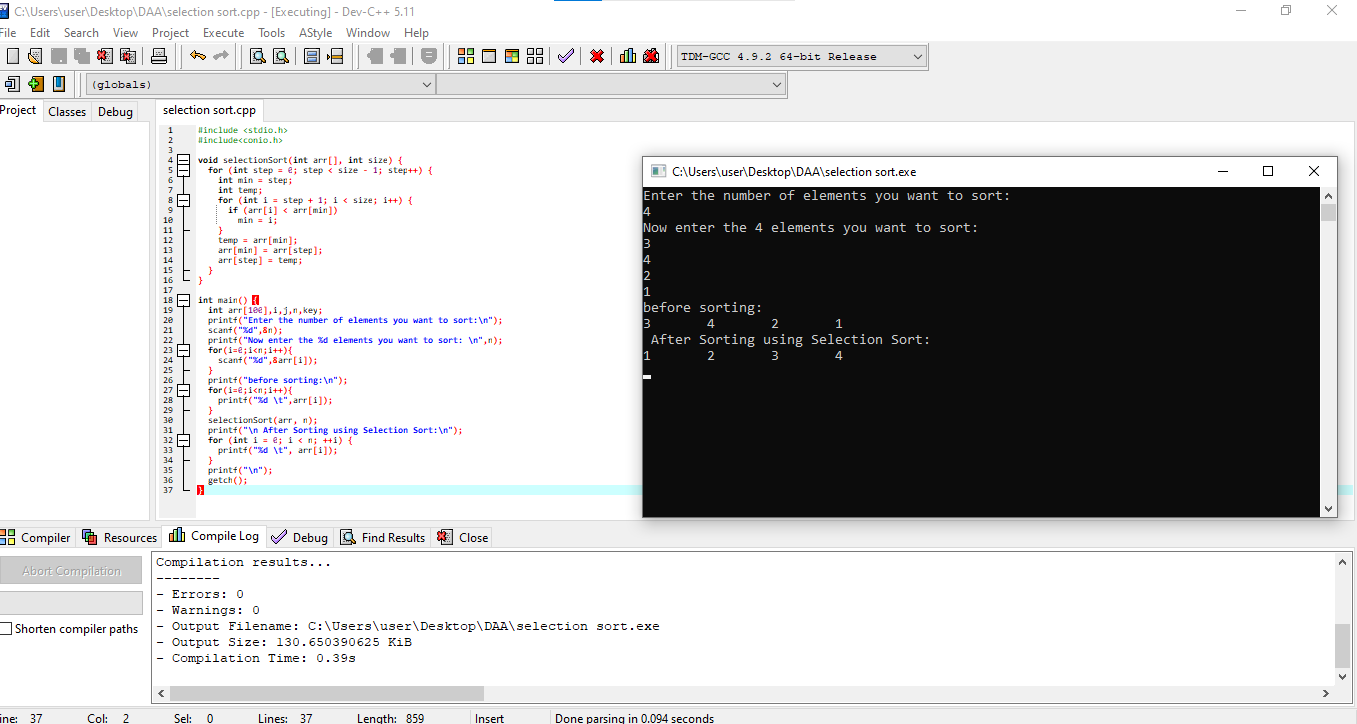 C:\Users\user\Desktop\DAA\selection sort.cpp - [Executing] - Dev-C++ 5.11
File Edit Search View Project Execute Tools AStyle Window Help
TDM-GCC 4.9.2 64-bit Release
(globals)
Project Classes Debug
selection sort.cpp
1 #include <stdio.h>
2 #include<conio.h>
3
4 void selectionSort(int arr[], int size) {
5 for (int step = 0; step < size - 1; step++) {
6 int min = step;
7 int temp;
8 for (int i = step + 1; i < size; i++) {
9 if (arr[i] < arr[min])
10 min = i;
11 }
12 temp = arr[min];
13 arr[min] = arr[step];
14 arr[step] = temp;
15 }
16 }
17
18 int main() {
19 int arr[100],i,j,n,key;
20 printf("Enter the number of elements you want to sort:\n");
21 scanf("%d",&n);
22 printf("Now enter the %d elements you want to sort: \n",n);
23 for(i=0;i<n;i++){
24 scanf("%d",&arr[i]);
25 }
26 printf("before sorting:\n");
27 for(i=0;i<n;i++){
28 printf("%d \t",arr[i]);
29 }
30 selectionSort(arr, n);
31 printf("\n After Sorting using Selection Sort:\n");
32 for (int i = 0; i < n; ++i) {
33 printf("%d \t", arr[i]);
34 }
35 printf("\n");
36 getch();
37 }
C:\Users\user\Desktop\DAA\selection sort.exe
Enter the number of elements you want to sort:
4
Now enter the 4 elements you want to sort:
3
4
2
1
before sorting:
3 4 2 1
After Sorting using Selection Sort:
1 2 3 4
Compiler Resources Compile Log Debug Find Results Close
Abort Compilation
Shorten compiler paths
Compilation results...
--------
- Errors: 0
- Warnings: 0
- Output Filename: C:\Users\user\Desktop\DAA\selection sort.exe
- Output Size: 130.650390625 KiB
- Compilation Time: 0.39s
ine: 37 Col: 2 Sel: 0 Lines: 37 Length: 859 Insert Done parsing in 0.094 seconds